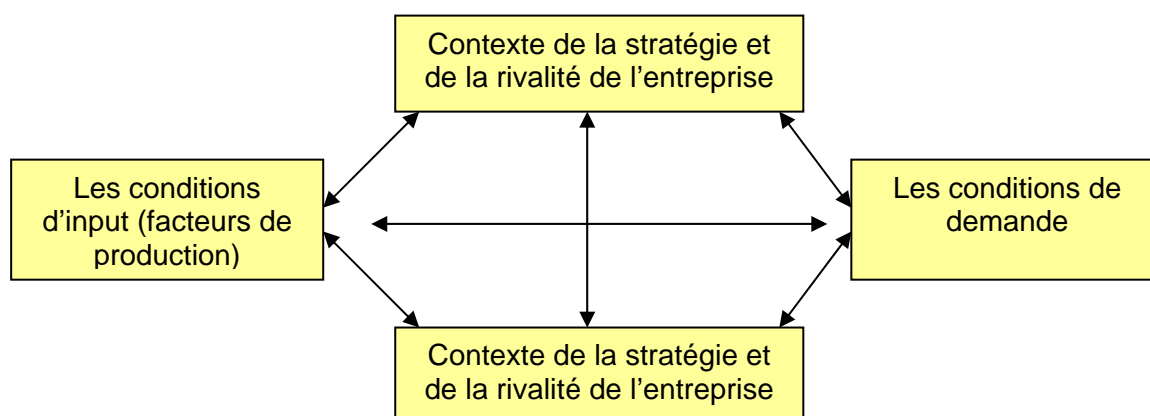 Contexte de la stratégie et
de la rivalité de l’entreprise
Les conditions
d’input (facteurs de
production)
Les conditions de
demande
Contexte de la stratégie et
de la rivalité de l’entreprise